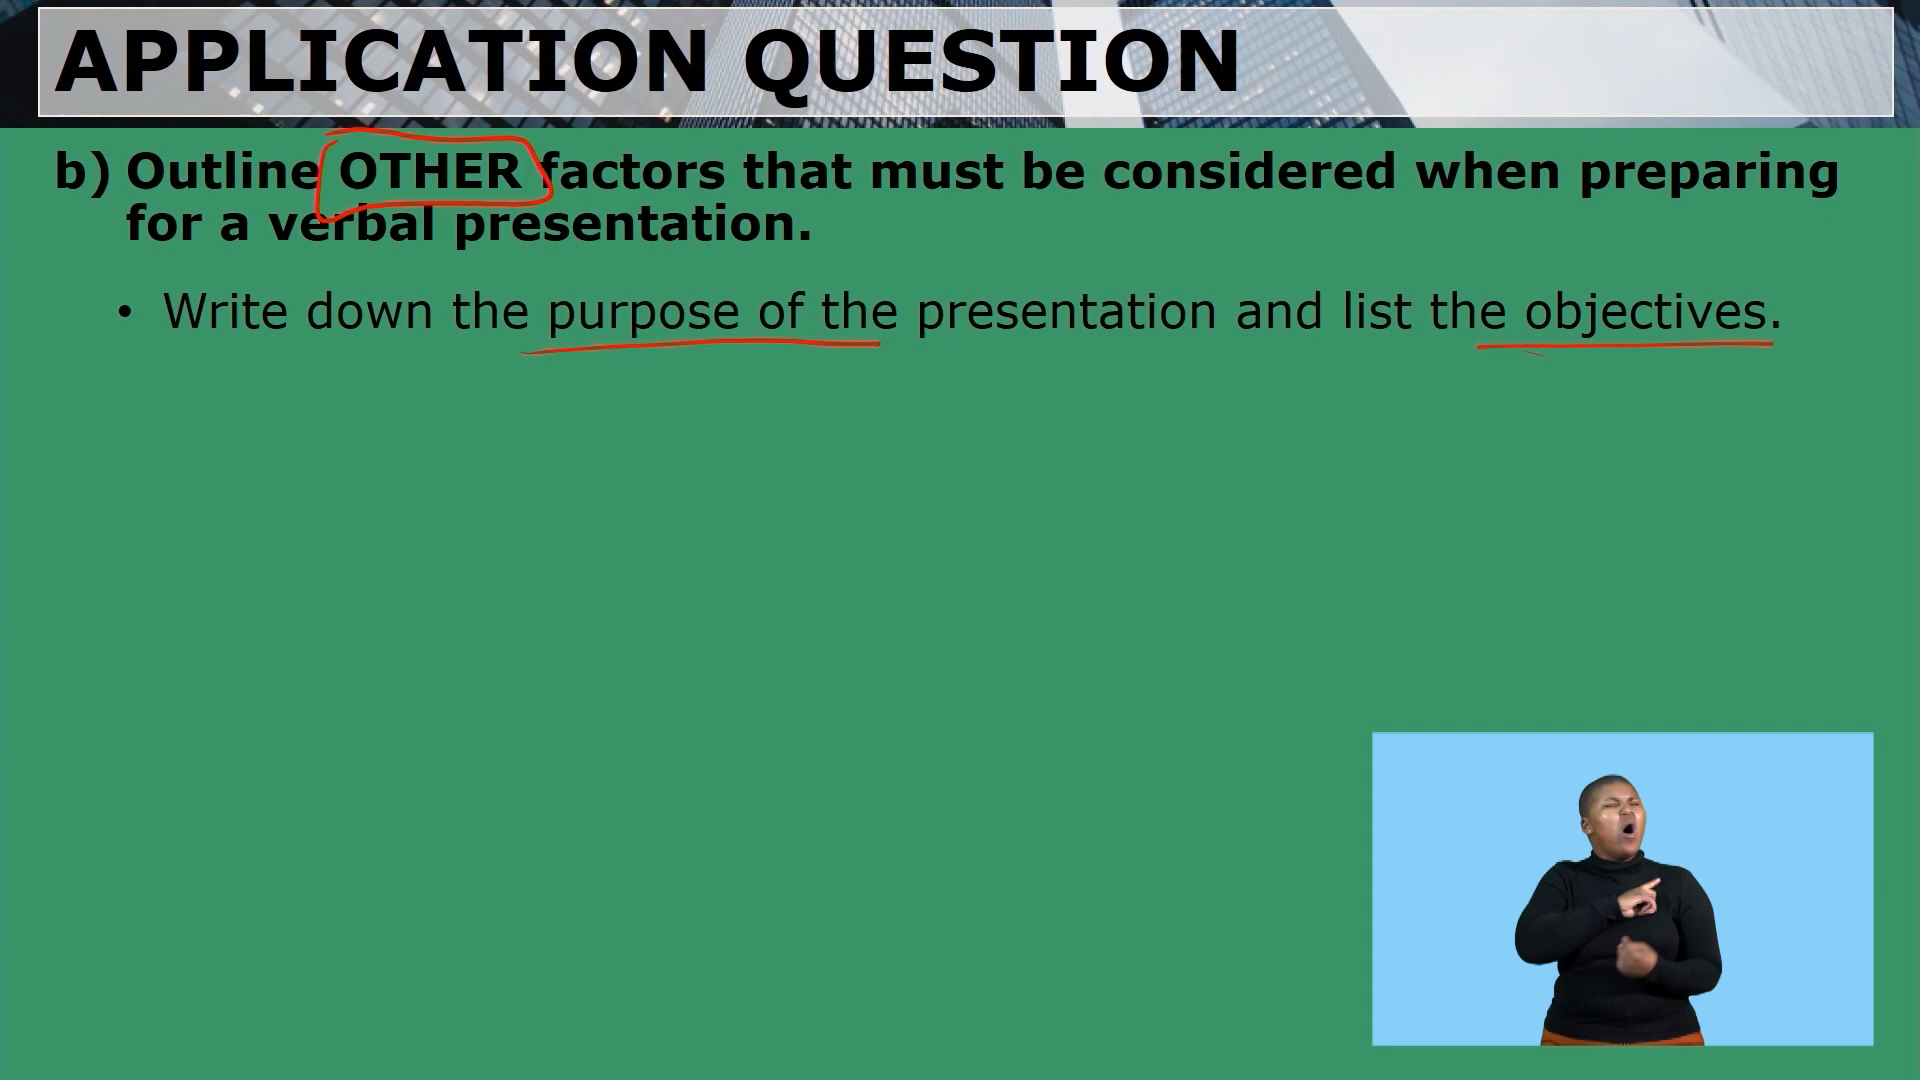 APPLICATION QUESTION
b) Outline OTHER factors that must be considered when preparing
for a verbal presentation.
• Write down the purpose of the presentation and list the objectives.